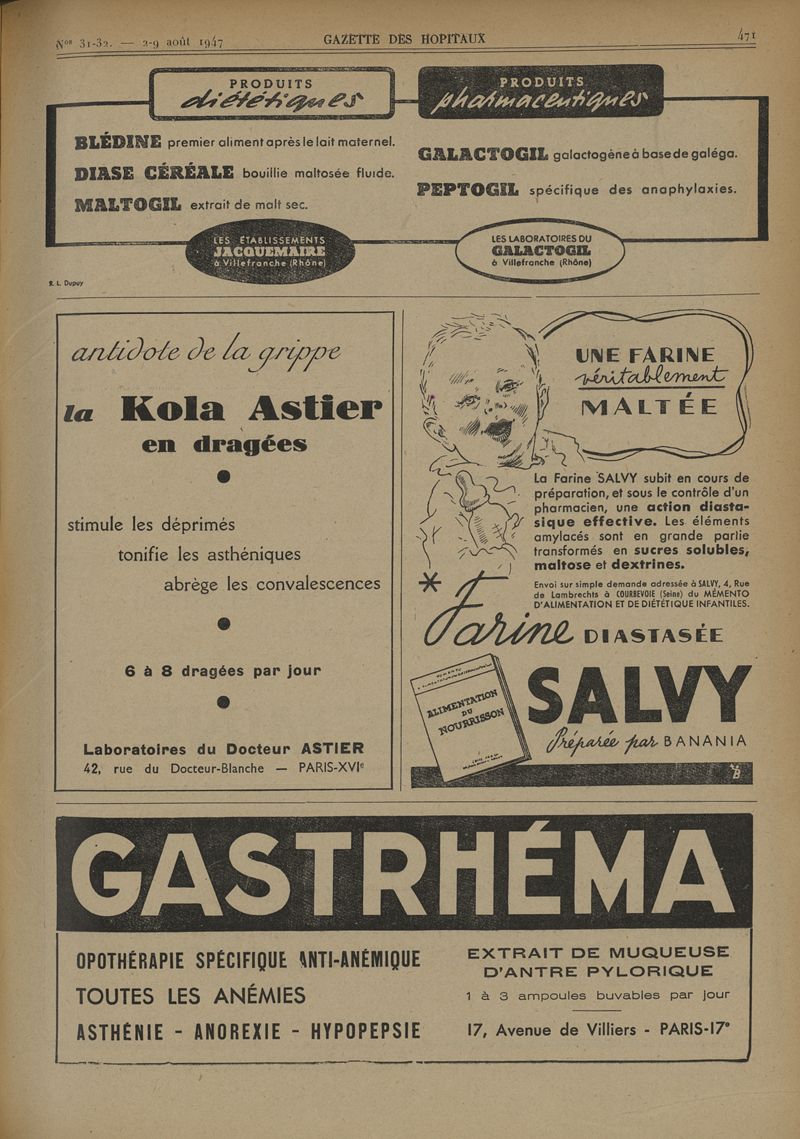 Nos 31-32. — 2-9 août 1947
GAZETTE DES HOPITAUX
471
PRODUITS
diététiques
BLÉDINE premier aliment après le lait maternel.
DIASE CÉRÉALE bouillie maltosée fluide.
MALTOGIL extrait de malt sec.
LES ÉTABLISSEMENTS
JACQUEMAIRE
à Villefranche (Rhône)
PRODUITS
pharmaceutiques
GALACTOGIL galactogène à base de galéga.
PEPTOGIL spécifique des anaphylaxies.
LES LABORATOIRES DU
GALACTOGIL
à Villefranche (Rhône)
R. L. Dupuy
antidote de la grippe
la Kola Astier
en dragées
stimule les déprimés
tonifie les asthéniques
abrège les convalescences
6 à 8 dragées par jour
Laboratoires du Docteur ASTIER
42, rue du Docteur-Blanche — PARIS-XVIe
UNE FARINE
véritablement
MALTÉE
La Farine SALVY subit en cours de
préparation, et sous le contrôle d'un
pharmacien, une action diasta-
sique effective. Les éléments
amylacés sont en grande partie
transformés en sucres solubles,
maltose et dextrines.
Envoi sur simple demande adressée à SALVY, 4, Rue
de Lambrechts à COURBEVOIE (Seine) du MÉMENTO
D'ALIMENTATION ET DE DIÉTÉTIQUE INFANTILES.
* Farine DIASTASÉE
SALVY
Préparée par BANANIA
ALIMENTATION
DU
NOURRISSON
GASTRHÉMA
OPOTHÉRAPIE SPÉCIFIQUE ANTI-ANÉMIQUE
TOUTES LES ANÉMIES
ASTHÉNIE - ANOREXIE - HYPOPEPSIE
EXTRAIT DE MUQUEUSE
D'ANTRE PYLORIQUE
1 à 3 ampoules buvables par jour
17, Avenue de Villiers - PARIS-17e